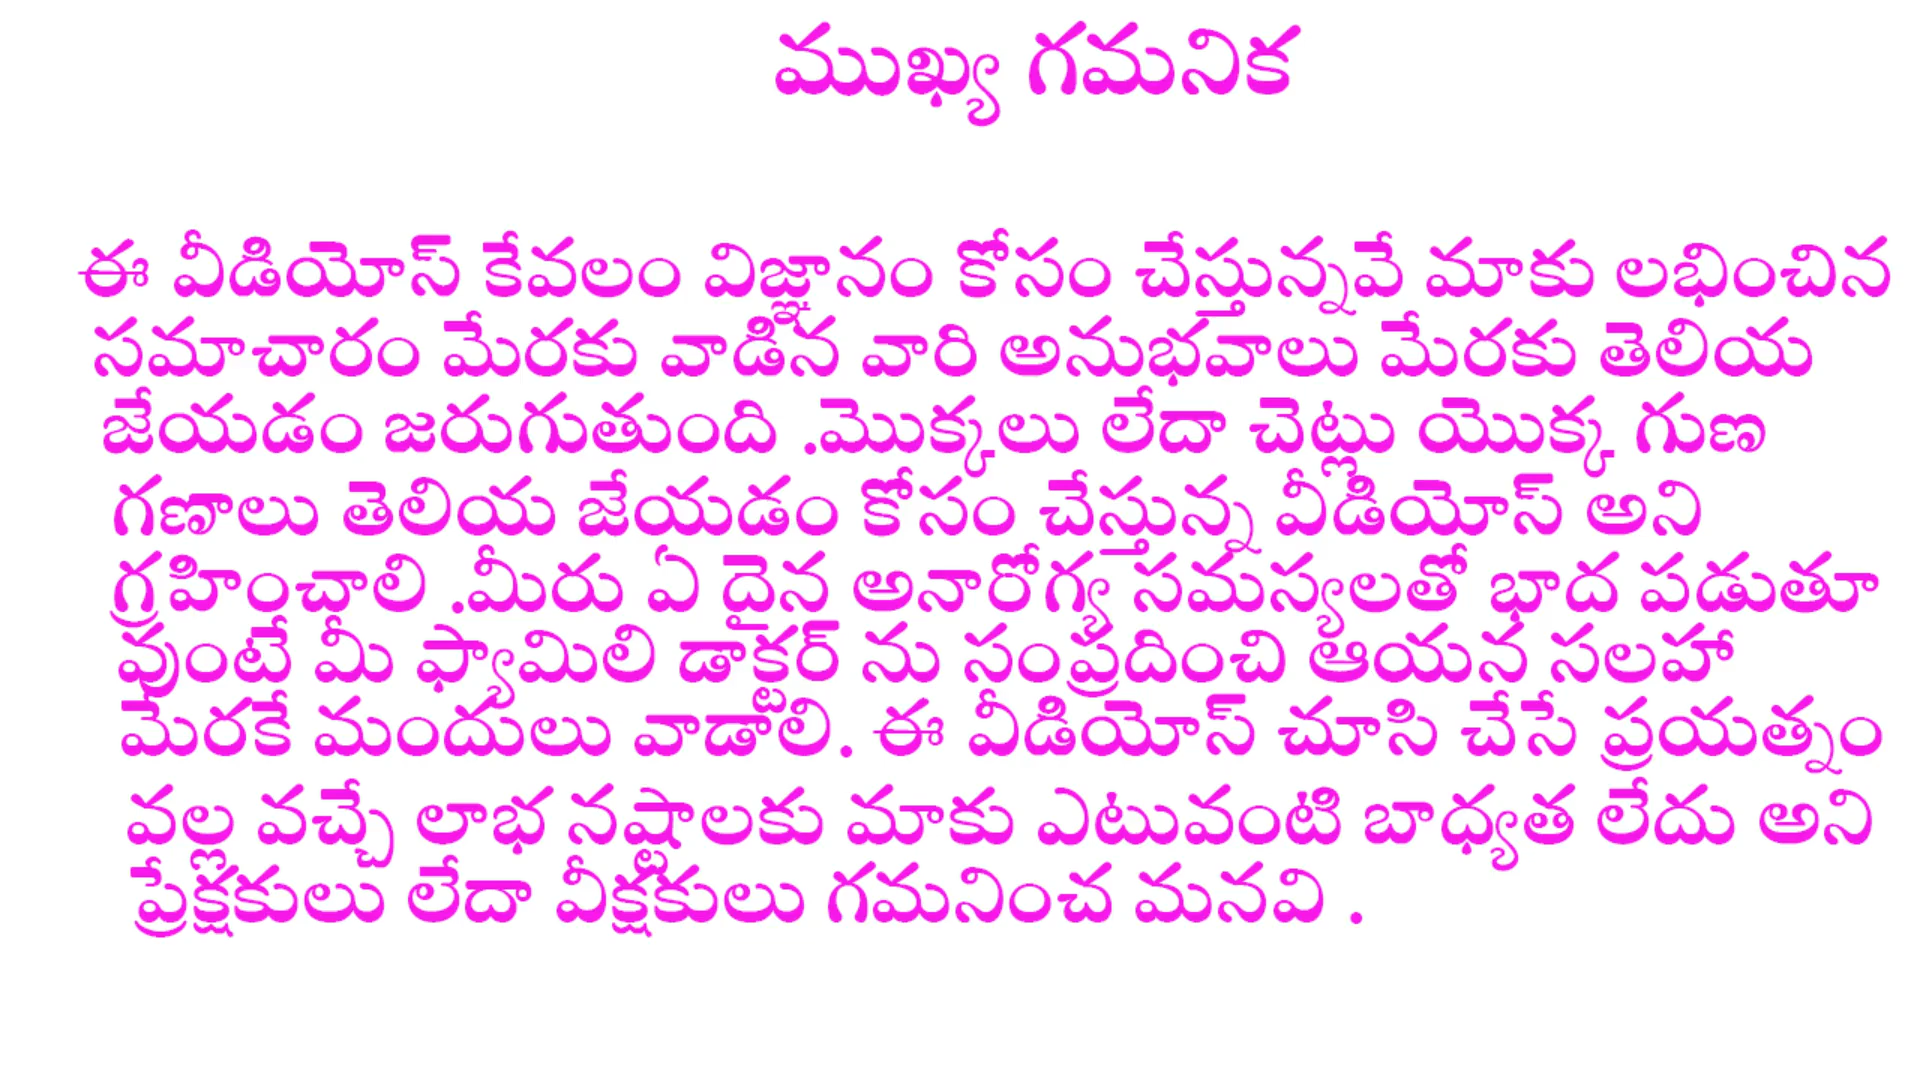 ముఖ్య గమనిక
ఈ వీడియోస్ కేవలం విజ్ఞానం కోసం చేస్తున్నవే మాకు లభించిన
సమాచారం మేరకు వాడిన వారి అనుభవాలు మేరకు తెలియ
జేయడం జరుగుతుంది .మొక్కలు లేదా చెట్లు యొక్క గుణ
గణాలు తెలియ జేయడం కోసం చేస్తున్న వీడియోస్ అని
గ్రహించాలి .మీరు ఏ దైన అనారోగ్య సమస్యలతో భాద పడుతూ
వుంటే మీ ఫ్యామిలి డాక్టర్ ను సంప్రదించి ఆయన సలహా
మేరకే మందులు వాడాలి. ఈ వీడియోస్ చూసి చేసే ప్రయత్నం
వల్ల వచ్చే లాభ నష్టాలకు మాకు ఎటువంటి బాధ్యత లేదు అని
ప్రేక్షకులు లేదా వీక్షకులు గమనించ మనవి .